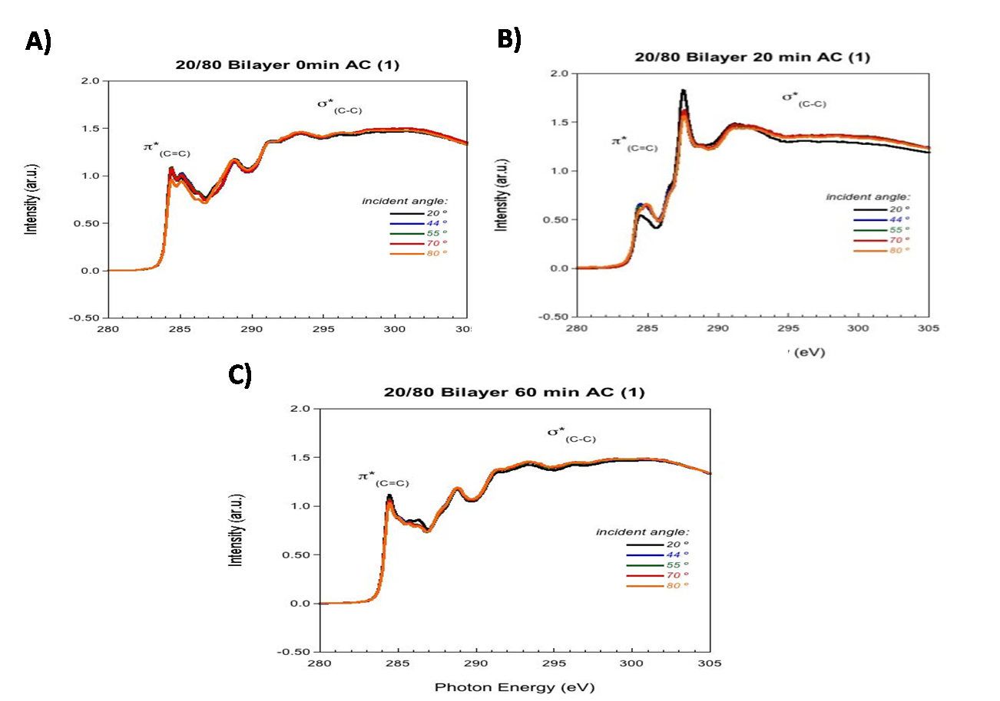 A)
20/80 Bilayer 0min AC (1)
2.0
1.5
1.0
0.50
0.0
-0.50
Intensity (ar.u.)
π*(C=C)
σ*(C-C)
incident angle:
20 º
44 º
55 º
70 º
80 º
280 285 290 295 300 30
B)
20/80 Bilayer 20 min AC (1)
2.0
1.5
1.0
0.50
0.0
-0.50
Intensity (ar.u.)
π*(C=C)
σ*(C-C)
incident angle:
20 º
44 º
55 º
70 º
80 º
280 285 290 295 300 305
(eV)
C)
20/80 Bilayer 60 min AC (1)
2.0
1.5
1.0
0.50
0.0
-0.50
Intensity (ar.u.)
π*(C=C)
σ*(C-C)
incident angle:
20 º
44 º
55 º
70 º
80 º
280 285 290 295 300 305
Photon Energy (eV)